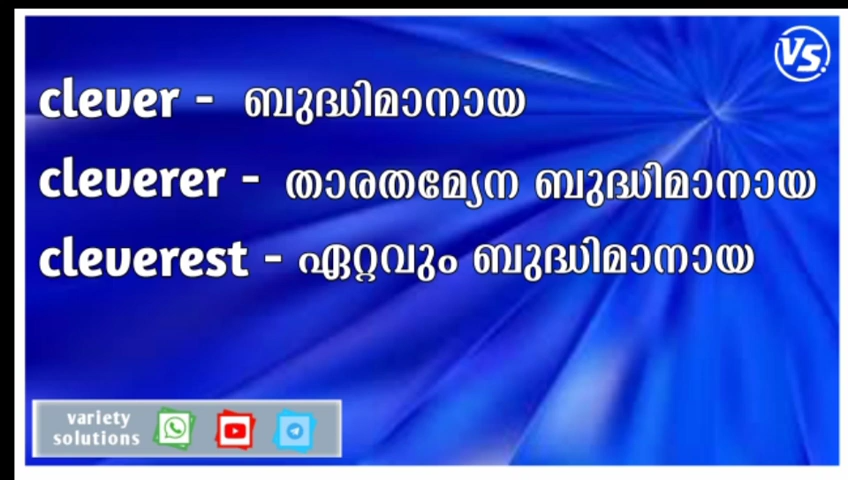 VS.
clever - ബുദ്ധിമാനായ
cleverer - താരതമ്യേന ബുദ്ധിമാനായ
cleverest - ഏറ്റവും ബുദ്ധിമാനായ
variety
solutions